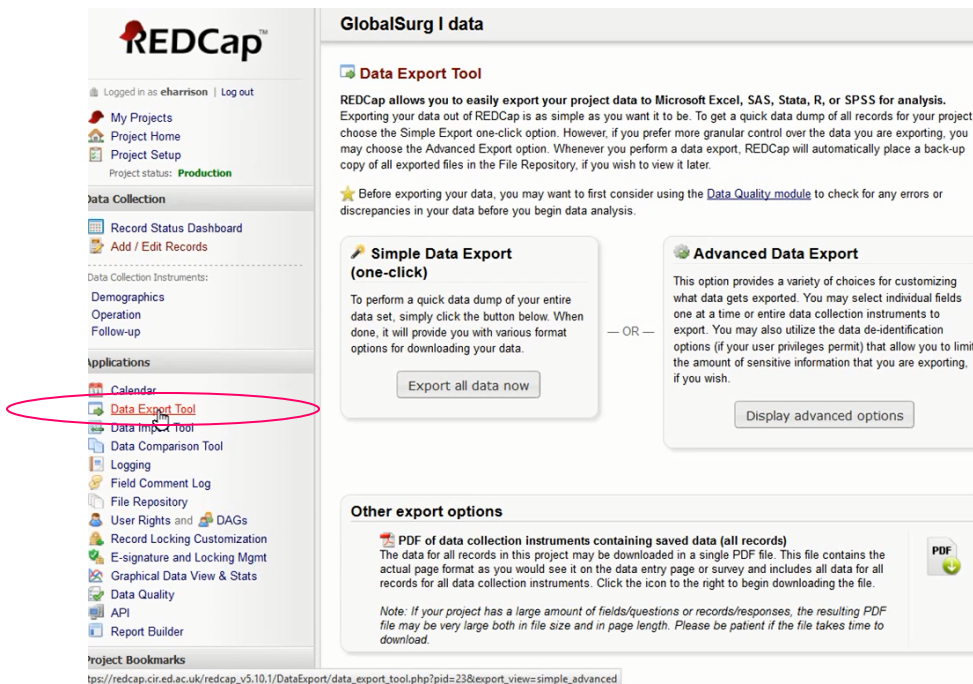 REDCap™
Logged in as eharrison | Log out
My Projects
Project Home
Project Setup
Project status: Production
Data Collection
Record Status Dashboard
Add / Edit Records
Data Collection Instruments:
Demographics
Operation
Follow-up
Applications
Calendar
Data Export Tool
Data Import Tool
Data Comparison Tool
Logging
Field Comment Log
File Repository
User Rights and DAGs
Record Locking Customization
E-signature and Locking Mgmt
Graphical Data View & Stats
Data Quality
API
Report Builder
Project Bookmarks
tps://redcap.cir.ed.ac.uk/redcap_v5.10.1/DataExport/data_export_tool.php?pid=23&export_view=simple_advanced
GlobalSurg I data
Data Export Tool
REDCap allows you to easily export your project data to Microsoft Excel, SAS, Stata, R, or SPSS for analysis.
Exporting your data out of REDCap is as simple as you want it to be. To get a quick data dump of all records for your project
choose the Simple Export one-click option. However, if you prefer more granular control over the data you are exporting, you
may choose the Advanced Export option. Whenever you perform a data export, REDCap will automatically place a back-up
copy of all exported files in the File Repository, if you wish to view it later.
Before exporting your data, you may want to first consider using the Data Quality module to check for any errors or
discrepancies in your data before you begin data analysis.
Simple Data Export
(one-click)
To perform a quick data dump of your entire
data set, simply click the button below. When
done, it will provide you with various format
options for downloading your data.
Export all data now
— OR —
Advanced Data Export
This option provides a variety of choices for customizing
what data gets exported. You may select individual fields
one at a time or entire data collection instruments to
export. You may also utilize the data de-identification
options (if your user privileges permit) that allow you to limit
the amount of sensitive information that you are exporting,
if you wish.
Display advanced options
Other export options
PDF of data collection instruments containing saved data (all records)
The data for all records in this project may be downloaded in a single PDF file. This file contains the
actual page format as you would see it on the data entry page or survey and includes all data for all
records for all data collection instruments. Click the icon to the right to begin downloading the file.
Note: If your project has a large amount of fields/questions or records/responses, the resulting PDF
file may be very large both in file size and in page length. Please be patient if the file takes time to
download.
PDF